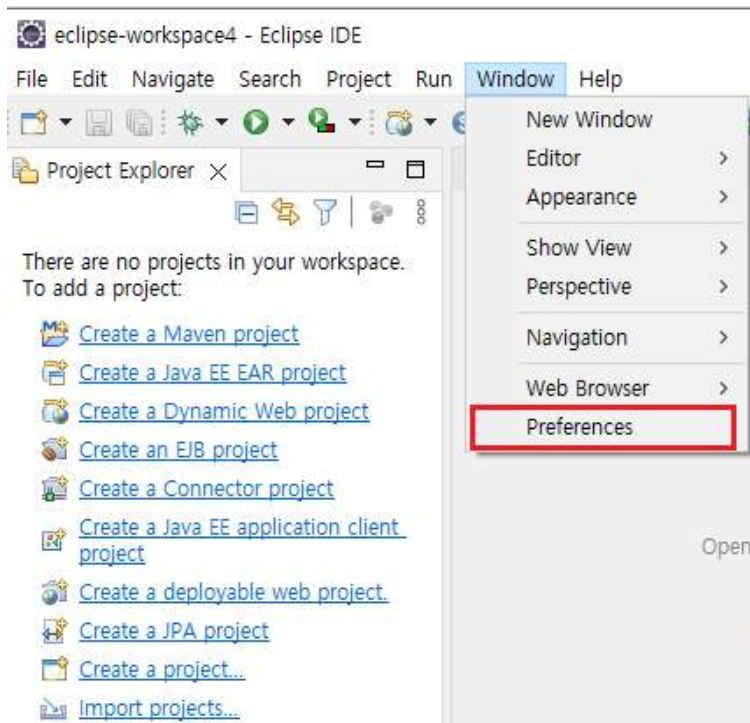 eclipse-workspace4 - Eclipse IDE
File Edit Navigate Search Project Run Window Help
New Window
Project Explorer
Editor
Appearance
Show View
There are no projects in your workspace.
To add a project:
Perspective
Create a Maven project
Navigation
Create a Java EE EAR project
Web Browser
Create a Dynamic Web project
Preferences
Create an EJB project
Create a Connector project
Create a Java EE application client
project
Open
Create a deployable web project.
Create a JPA project
Create a project...
Import projects...